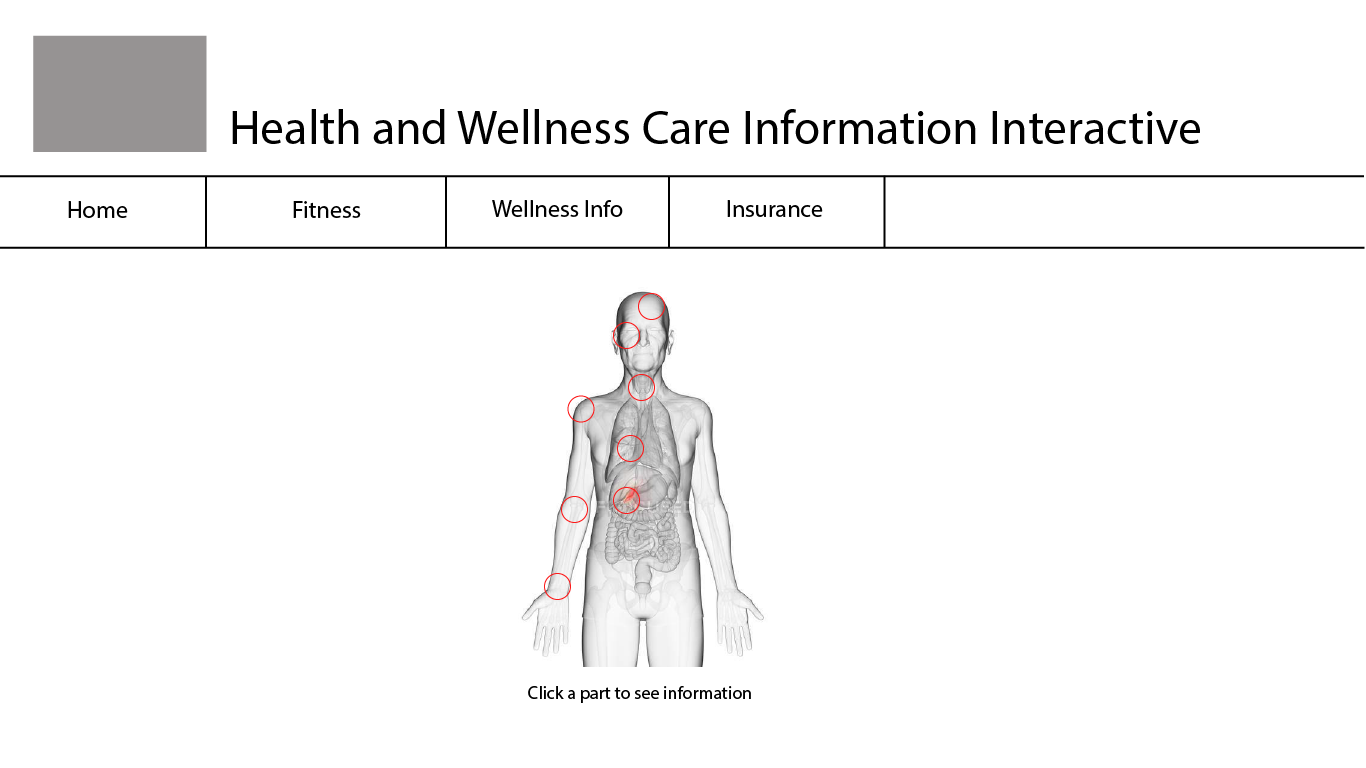 Health and Wellness Care Information Interactive
Home
Fitness
Wellness Info
Insurance
Click a part to see information